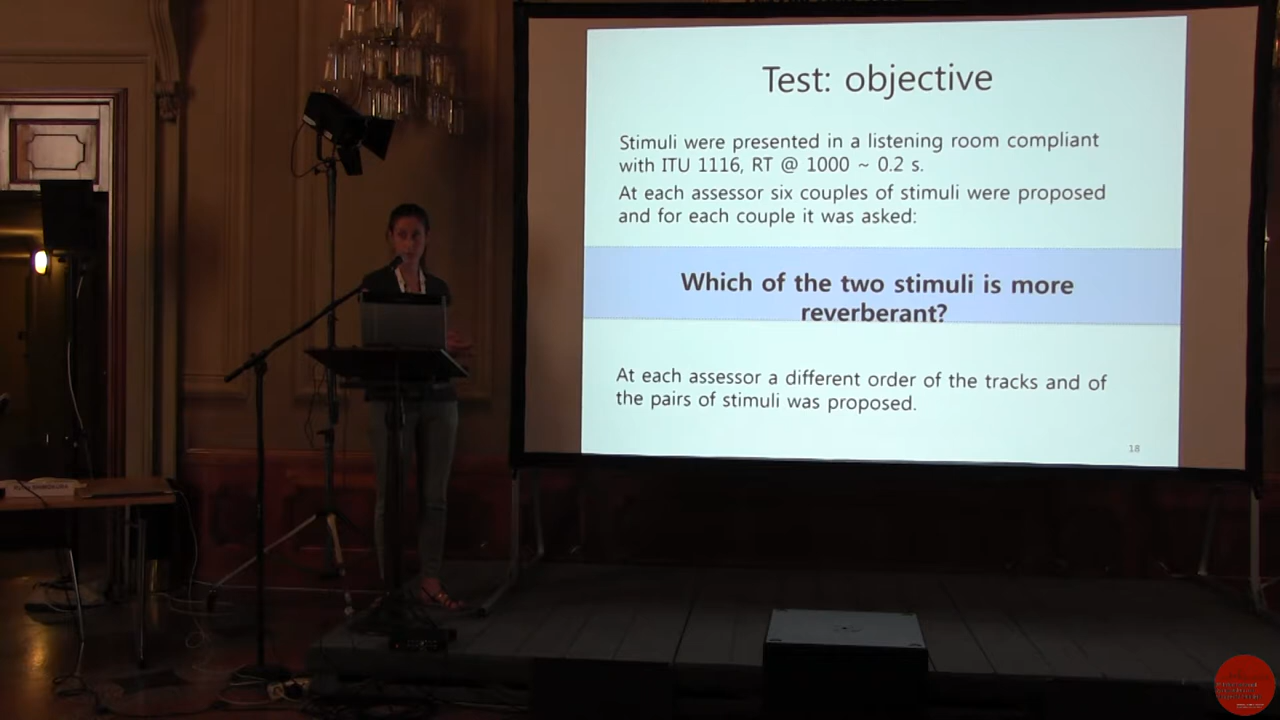 Test: objective
Stimuli were presented in a listening room compliant
with ITU 1116, RT @ 1000 ~ 0.2 s.
At each assessor six couples of stimuli were proposed
and for each couple it was asked:
Which of the two stimuli is more
reverberant?
At each assessor a different order of the tracks and of
the pairs of stimuli was proposed.
18